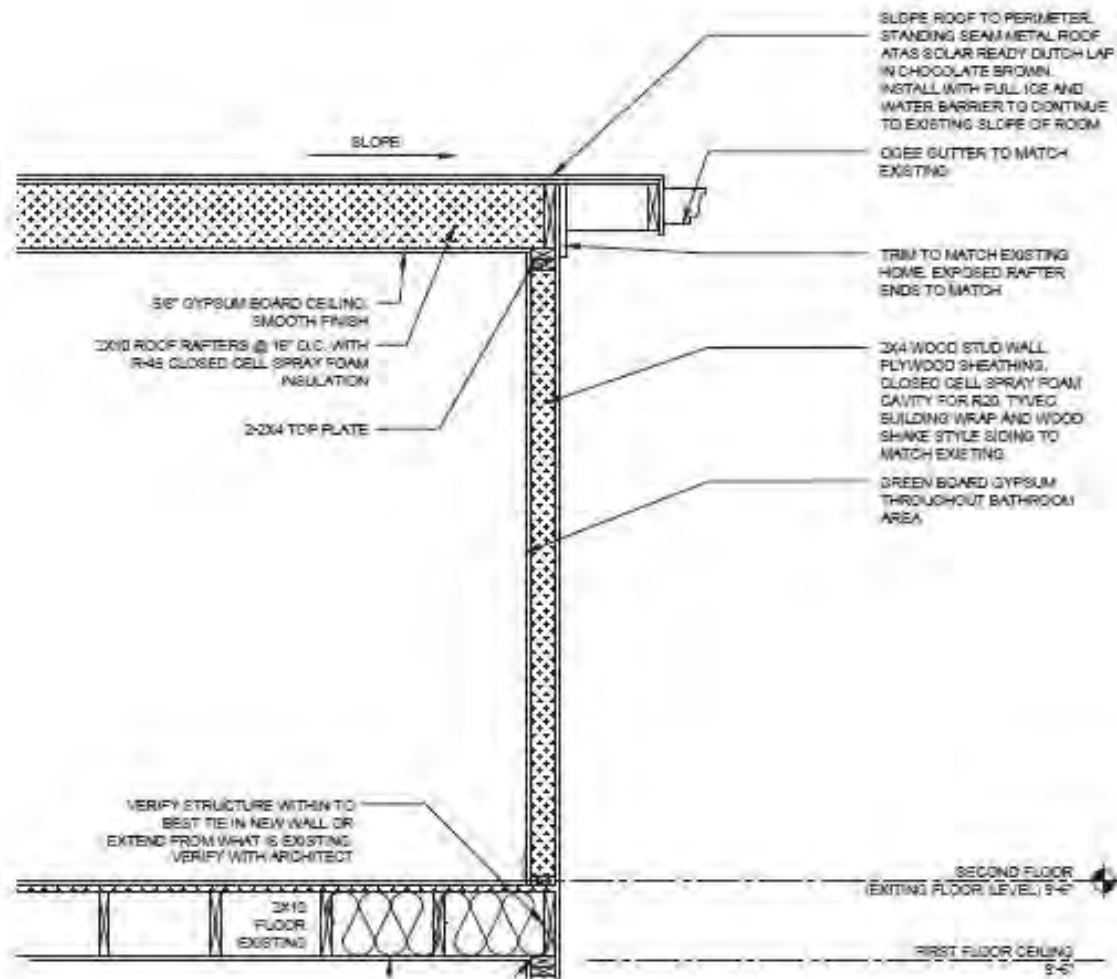 SLOPE ROOF TO PERIMETER.
STANDING SEAM METAL ROOF
ATAS SOLAR READY DUTCH LAP
IN CHOCOLATE BROWN.
INSTALL WITH FULL ICE AND
WATER BARRIER TO CONTINUE
TO EXISTING SLOPE OF ROOM
SLOPE
OGEE GUTTER TO MATCH
EXISTING
TRIM TO MATCH EXISTING
HOME. EXPOSED RAFTER
ENDS TO MATCH
5/8" GYPSUM BOARD CEILING.
SMOOTH FINISH
2X10 ROOF RAFTERS @ 16" O.C. WITH
CLOSED CELL SPRAY FOAM
INSULATION
2-2X4 TOP PLATE
2X4 WOOD STUD WALL
PLYWOOD SHEATHING.
CLOSED CELL SPRAY FOAM
CAVITY FOR R20. TYVEC
BUILDING WRAP AND WOOD
SHAKE STYLE SIDING TO
MATCH EXISTING
GREEN BOARD GYPSUM
THROUGHOUT BATHROOM
AREA
VERIFY STRUCTURE WITHIN TO
BEST TIE IN NEW WALL OR
EXTEND FROM WHAT IS EXISTING.
VERIFY WITH ARCHITECT
SECOND FLOOR
(EXITING FLOOR LEVEL) 9'-6"
2X10
FLOOR
EXISTING
FIRST FLOOR CEILING